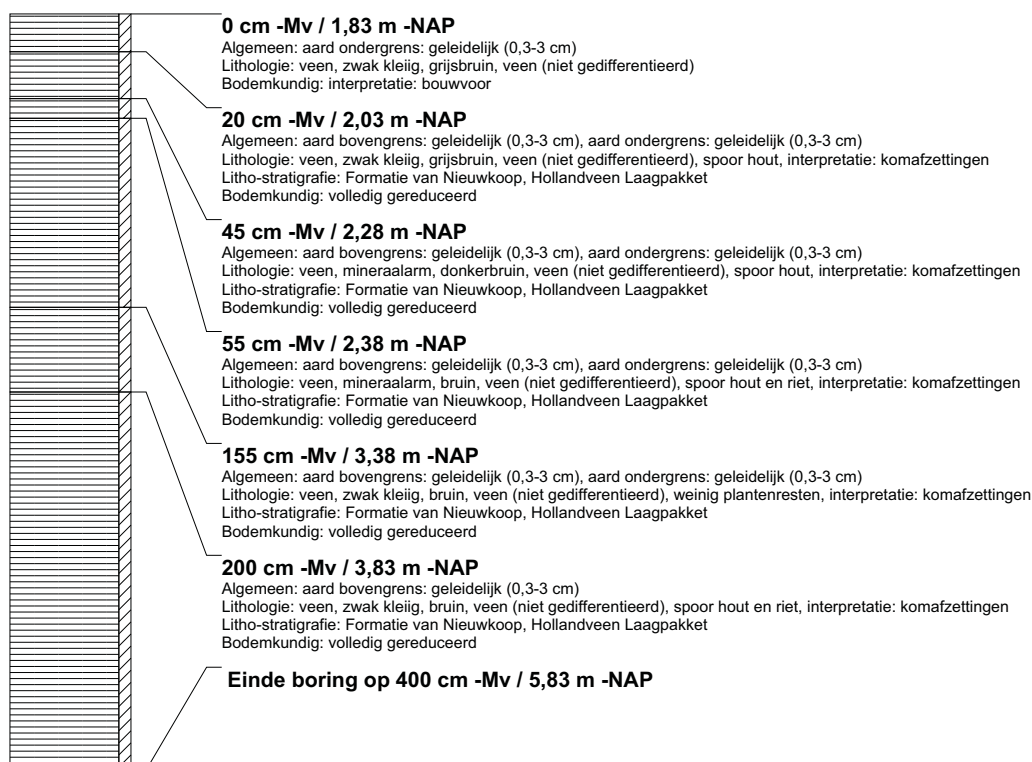 0 cm -Mv / 1,83 m -NAP
Algemeen: aard ondergrens: geleidelijk (0,3-3 cm)
Lithologie: veen, zwak kleiig, grijsbruin, veen (niet gedifferentieerd)
Bodemkundig: interpretatie: bouwvoor
20 cm -Mv / 2,03 m -NAP
Algemeen: aard bovengrens: geleidelijk (0,3-3 cm), aard ondergrens: geleidelijk (0,3-3 cm)
Lithologie: veen, zwak kleiig, grijsbruin, veen (niet gedifferentieerd), spoor hout, interpretatie: komafzettingen
Litho-stratigrafie: Formatie van Nieuwkoop, Hollandveen Laagpakket
Bodemkundig: volledig gereduceerd
45 cm -Mv / 2,28 m -NAP
Algemeen: aard bovengrens: geleidelijk (0,3-3 cm), aard ondergrens: geleidelijk (0,3-3 cm)
Lithologie: veen, mineraalarm, donkerbruin, veen (niet gedifferentieerd), spoor hout, interpretatie: komafzettingen
Litho-stratigrafie: Formatie van Nieuwkoop, Hollandveen Laagpakket
Bodemkundig: volledig gereduceerd
55 cm -Mv / 2,38 m -NAP
Algemeen: aard bovengrens: geleidelijk (0,3-3 cm), aard ondergrens: geleidelijk (0,3-3 cm)
Lithologie: veen, mineraalarm, bruin, veen (niet gedifferentieerd), spoor hout en riet, interpretatie: komafzettingen
Litho-stratigrafie: Formatie van Nieuwkoop, Hollandveen Laagpakket
Bodemkundig: volledig gereduceerd
155 cm -Mv / 3,38 m -NAP
Algemeen: aard bovengrens: geleidelijk (0,3-3 cm), aard ondergrens: geleidelijk (0,3-3 cm)
Lithologie: veen, zwak kleiig, bruin, veen (niet gedifferentieerd), weinig plantenresten, interpretatie: komafzettingen
Litho-stratigrafie: Formatie van Nieuwkoop, Hollandveen Laagpakket
Bodemkundig: volledig gereduceerd
200 cm -Mv / 3,83 m -NAP
Algemeen: aard bovengrens: geleidelijk (0,3-3 cm)
Lithologie: veen, zwak kleiig, bruin, veen (niet gedifferentieerd), spoor hout en riet, interpretatie: komafzettingen
Litho-stratigrafie: Formatie van Nieuwkoop, Hollandveen Laagpakket
Bodemkundig: volledig gereduceerd
Einde boring op 400 cm -Mv / 5,83 m -NAP